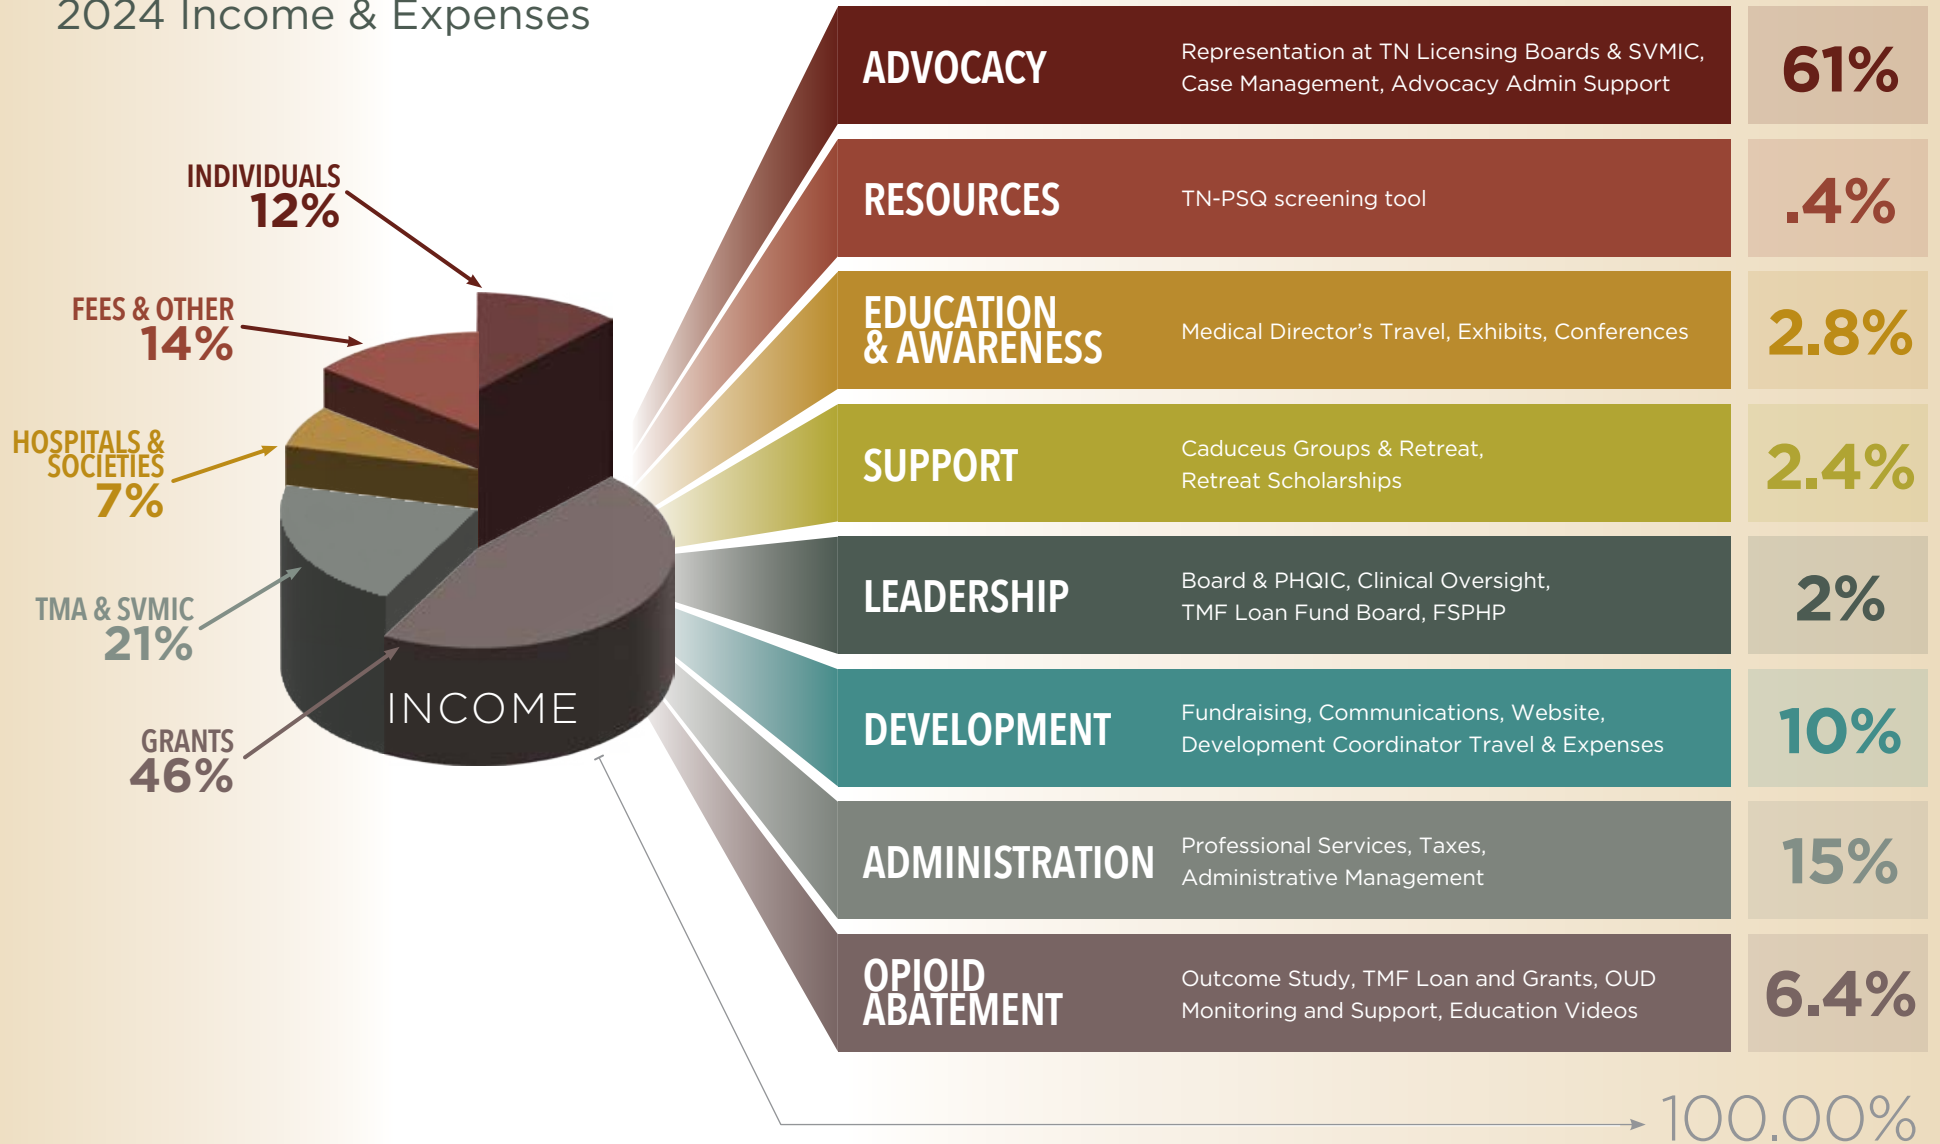 2024 Income & Expenses
INDIVIDUALS
12%
FEES & OTHER
14%
HOSPITALS &
SOCIETIES
7%
TMA & SVMIC
21%
GRANTS
46%
INCOME
ADVOCACY
Representation at TN Licensing Boards & SVMIC,
Case Management, Advocacy Admin Support
61%
RESOURCES
TN-PSQ screening tool
.4%
EDUCATION
& AWARENESS
Medical Director’s Travel, Exhibits, Conferences
2.8%
SUPPORT
Caduceus Groups & Retreat,
Retreat Scholarships
2.4%
LEADERSHIP
Board & PHQIC, Clinical Oversight,
TMF Loan Fund Board, FSPHP
2%
DEVELOPMENT
Fundraising, Communications, Website,
Development Coordinator Travel & Expenses
10%
ADMINISTRATION
Professional Services, Taxes,
Administrative Management
15%
OPIOID
ABATEMENT
Outcome Study, TMF Loan and Grants, OUD
Monitoring and Support, Education Videos
6.4%
100.00%